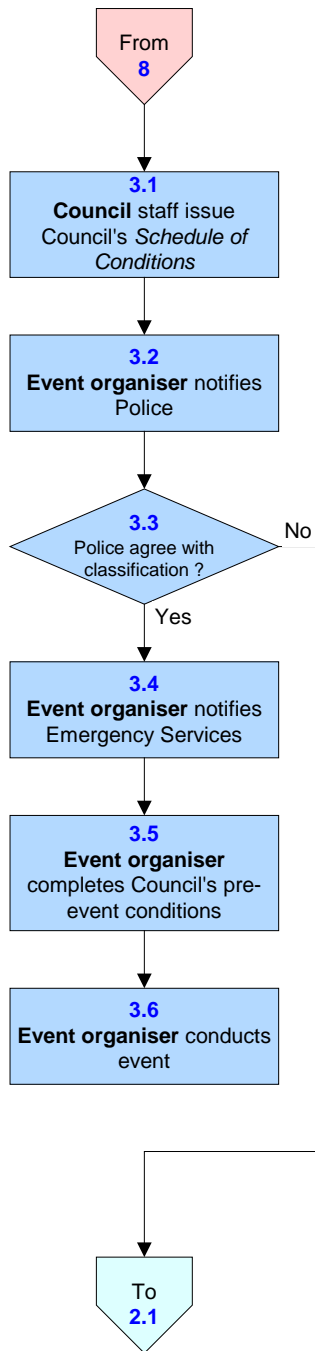 From
8
3.1
Council staff issue
Council's Schedule of
Conditions
3.2
Event organiser notifies
Police
3.3
Police agree with
classification ?
No
Yes
3.4
Event organiser notifies
Emergency Services
3.5
Event organiser
completes Council's pre-
event conditions
3.6
Event organiser conducts
event
To
2.1